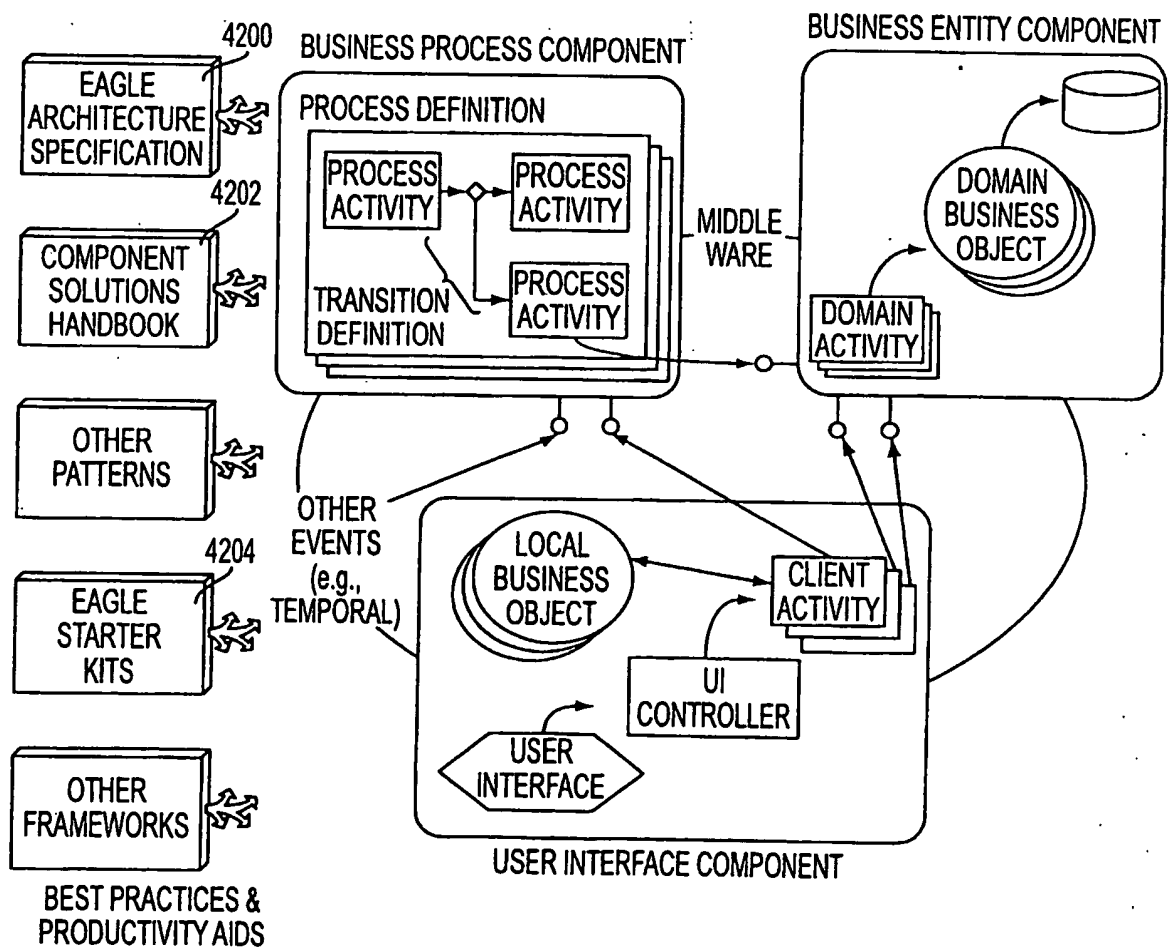 4200
EAGLE
ARCHITECTURE
SPECIFICATION
4202
COMPONENT
SOLUTIONS
HANDBOOK
OTHER
PATTERNS
4204
EAGLE
STARTER
KITS
OTHER
FRAMEWORKS
BEST PRACTICES &
PRODUCTIVITY AIDS
BUSINESS PROCESS COMPONENT
PROCESS DEFINITION
PROCESS
ACTIVITY
PROCESS
ACTIVITY
PROCESS
ACTIVITY
TRANSITION
DEFINITION
MIDDLE
WARE
BUSINESS ENTITY COMPONENT
DOMAIN
BUSINESS
OBJECT
DOMAIN
ACTIVITY
OTHER
EVENTS
(e.g.,
TEMPORAL)
LOCAL
BUSINESS
OBJECT
CLIENT
ACTIVITY
UI
CONTROLLER
USER
INTERFACE
USER INTERFACE COMPONENT